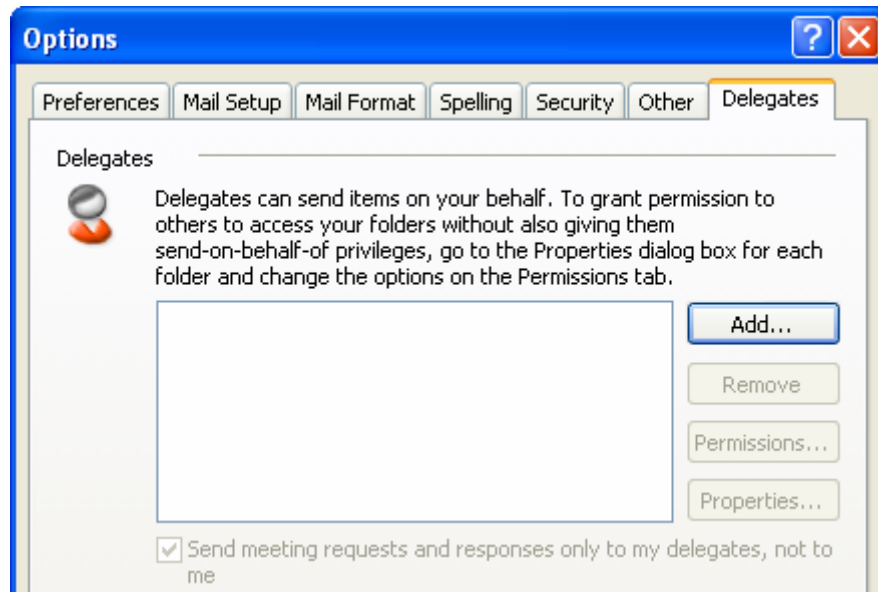 Options
Preferences Mail Setup Mail Format Spelling Security Other Delegates
Delegates
Delegates can send items on your behalf. To grant permission to
others to access your folders without also giving them
send-on-behalf-of privileges, go to the Properties dialog box for each
folder and change the options on the Permissions tab.
Add...
Remove
Permissions...
Properties...
Send meeting requests and responses only to my delegates, not to
me